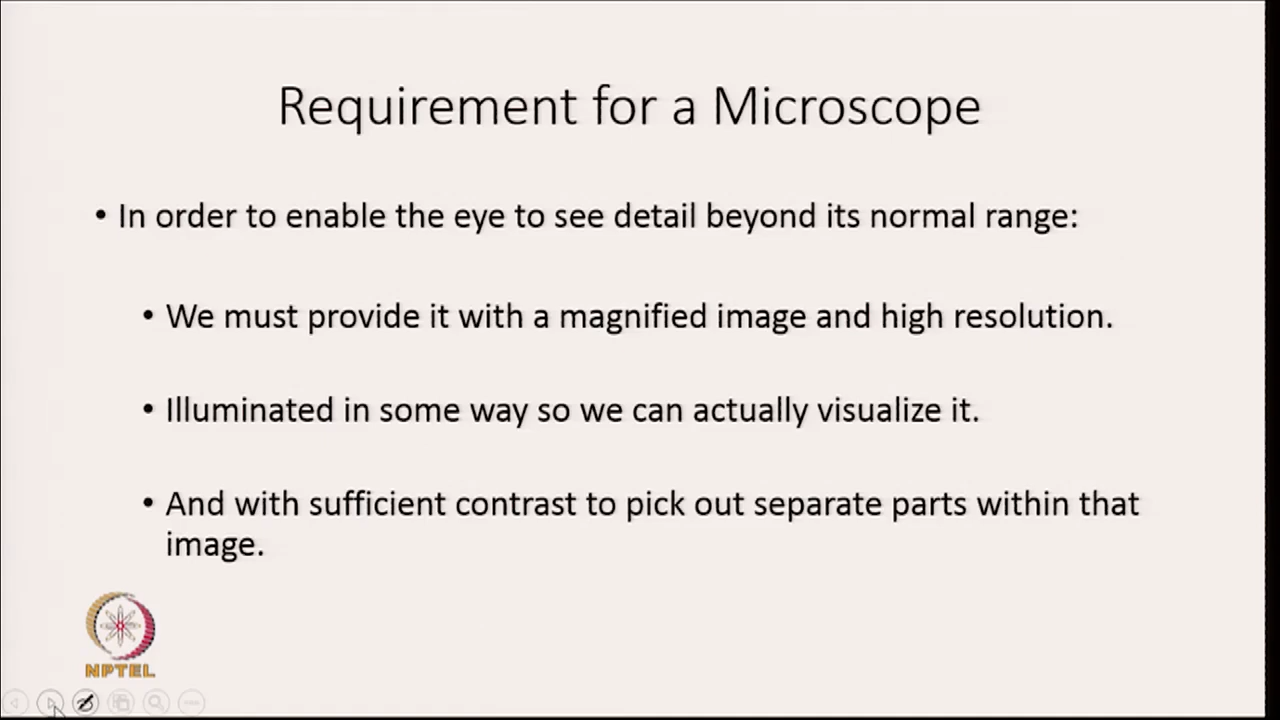 Requirement for a Microscope
• In order to enable the eye to see detail beyond its normal range:
• We must provide it with a magnified image and high resolution.
• Illuminated in some way so we can actually visualize it.
• And with sufficient contrast to pick out separate parts within that
image.
NPTEL